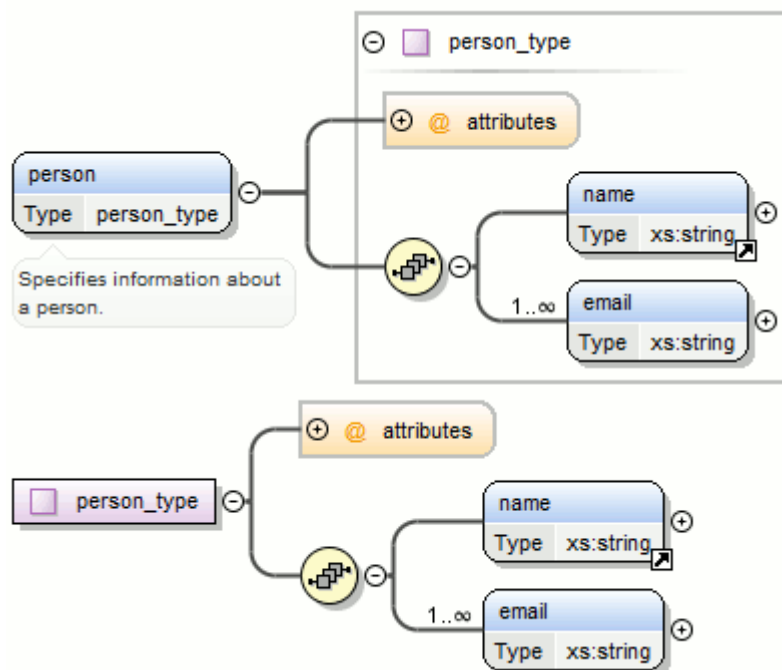 person_type
@ attributes
person
Type person_type
Specifies information about
a person.
name
Type xs:string
1..∞
email
Type xs:string
@ attributes
person_type
name
Type xs:string
1..∞
email
Type xs:string